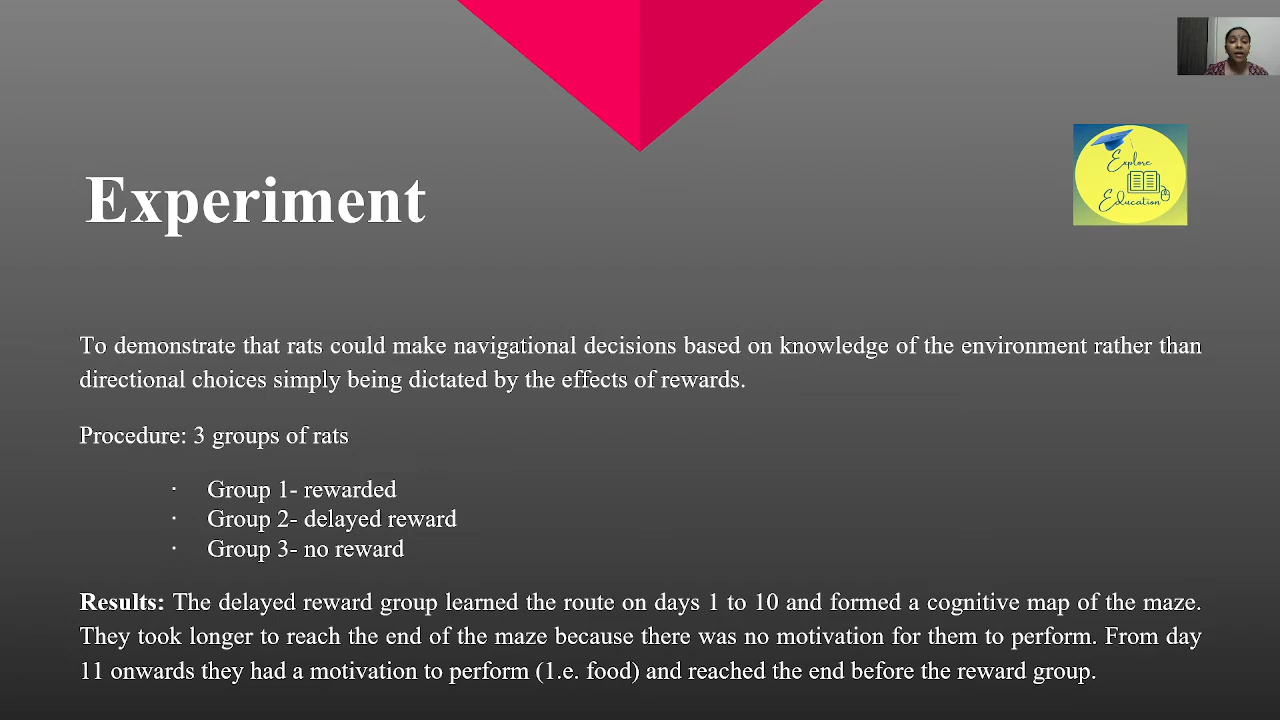 Explore
Education
Experiment
To demonstrate that rats could make navigational decisions based on knowledge of the environment rather than
directional choices simply being dictated by the effects of rewards.
Procedure: 3 groups of rats
· Group 1- rewarded
· Group 2- delayed reward
· Group 3- no reward
Results: The delayed reward group learned the route on days 1 to 10 and formed a cognitive map of the maze.
They took longer to reach the end of the maze because there was no motivation for them to perform. From day
11 onwards they had a motivation to perform (1.e. food) and reached the end before the reward group.